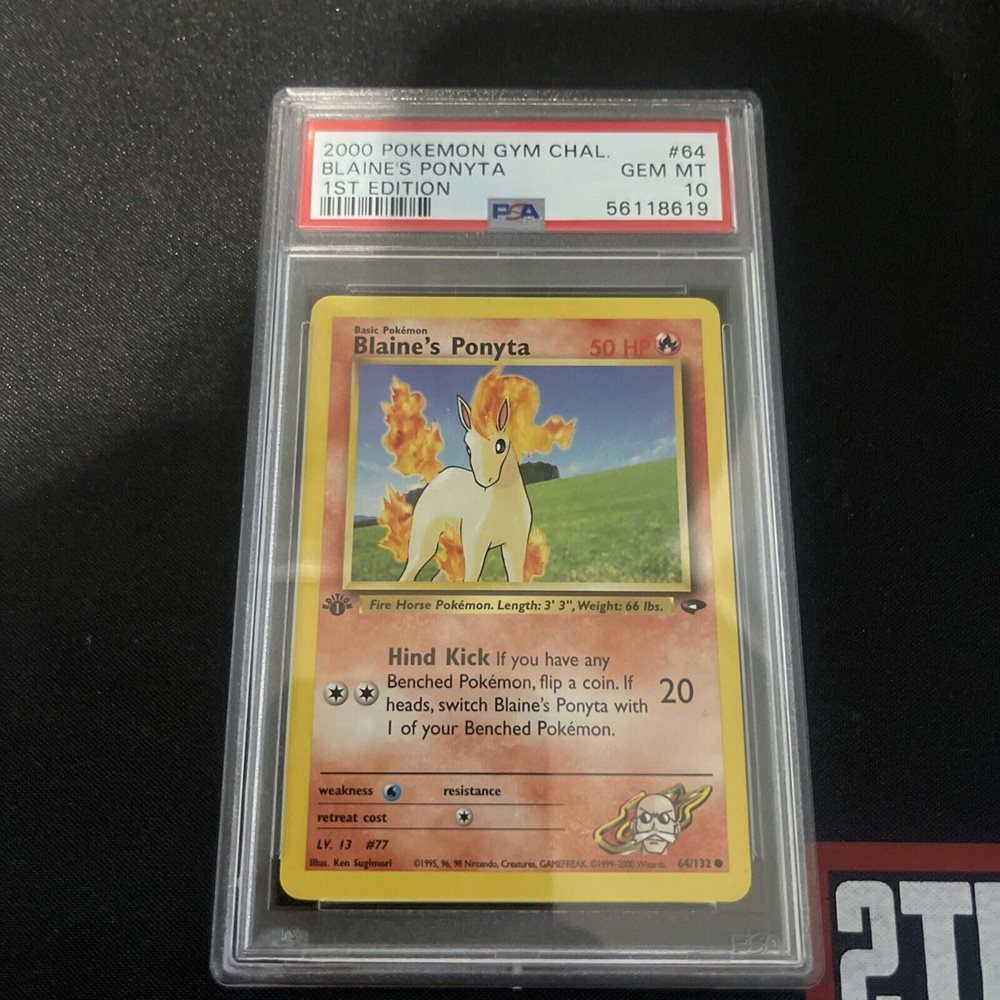 2000 POKEMON GYM CHAL. #64
BLAINE'S PONYTA GEM MT
1ST EDITION 10
PSA 56118619
Basic Pokémon
Blaine's Ponyta 50 HP
EDITION 1
Fire Horse Pokémon. Length: 3' 3", Weight: 66 lbs.
Hind Kick If you have any
Benched Pokémon, flip a coin. If
heads, switch Blaine's Ponyta with
1 of your Benched Pokémon.
20
weakness resistance
retreat cost
LV. 13 #77
Illus. Ken Sugimori ©1995, 96, 98 Nintendo, Creatures, GAMEFREAK. ©1999-2000 Wizards. 64/132
PSA